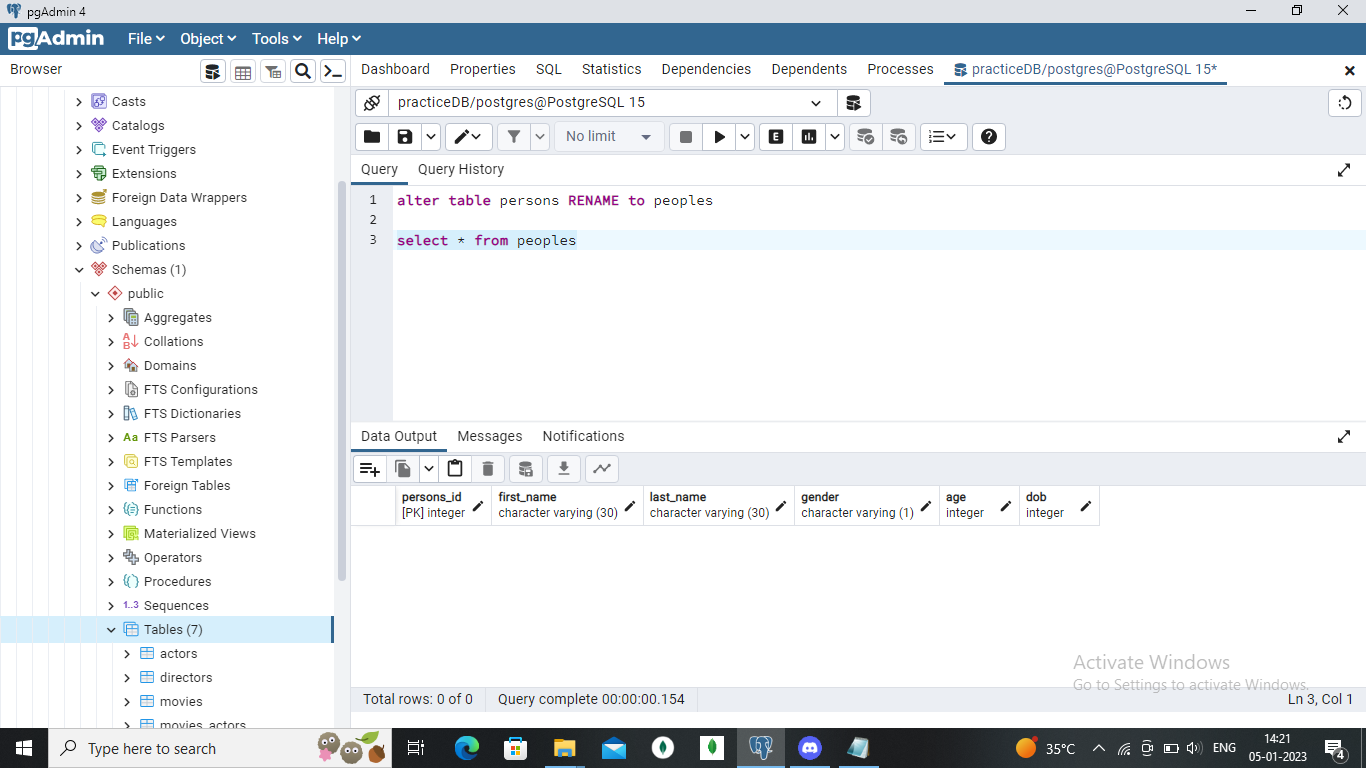 pgAdmin 4
pgAdmin File Object Tools Help
Browser
Dashboard Properties SQL Statistics Dependencies Dependents Processes practiceDB/postgres@PostgreSQL 15*
Casts
Catalogs
Event Triggers
Extensions
Foreign Data Wrappers
Languages
Publications
Schemas (1)
public
Aggregates
Collations
Domains
FTS Configurations
FTS Dictionaries
Aa FTS Parsers
FTS Templates
Foreign Tables
Functions
Materialized Views
Operators
Procedures
1..3 Sequences
Tables (7)
actors
directors
movies
movies_actors
practiceDB/postgres@PostgreSQL 15
No limit E
Query Query History
1 alter table persons RENAME to peoples
2
3 select * from peoples
Data Output Messages Notifications
persons_id first_name last_name gender age dob
[PK] integer character varying (30) character varying (30) character varying (1) integer integer
Activate Windows
Go to Settings to activate Windows.
Total rows: 0 of 0 Query complete 00:00:00.154 Ln 3, Col 1
Type here to search 35°C ENG 14:21
05-01-2023 4